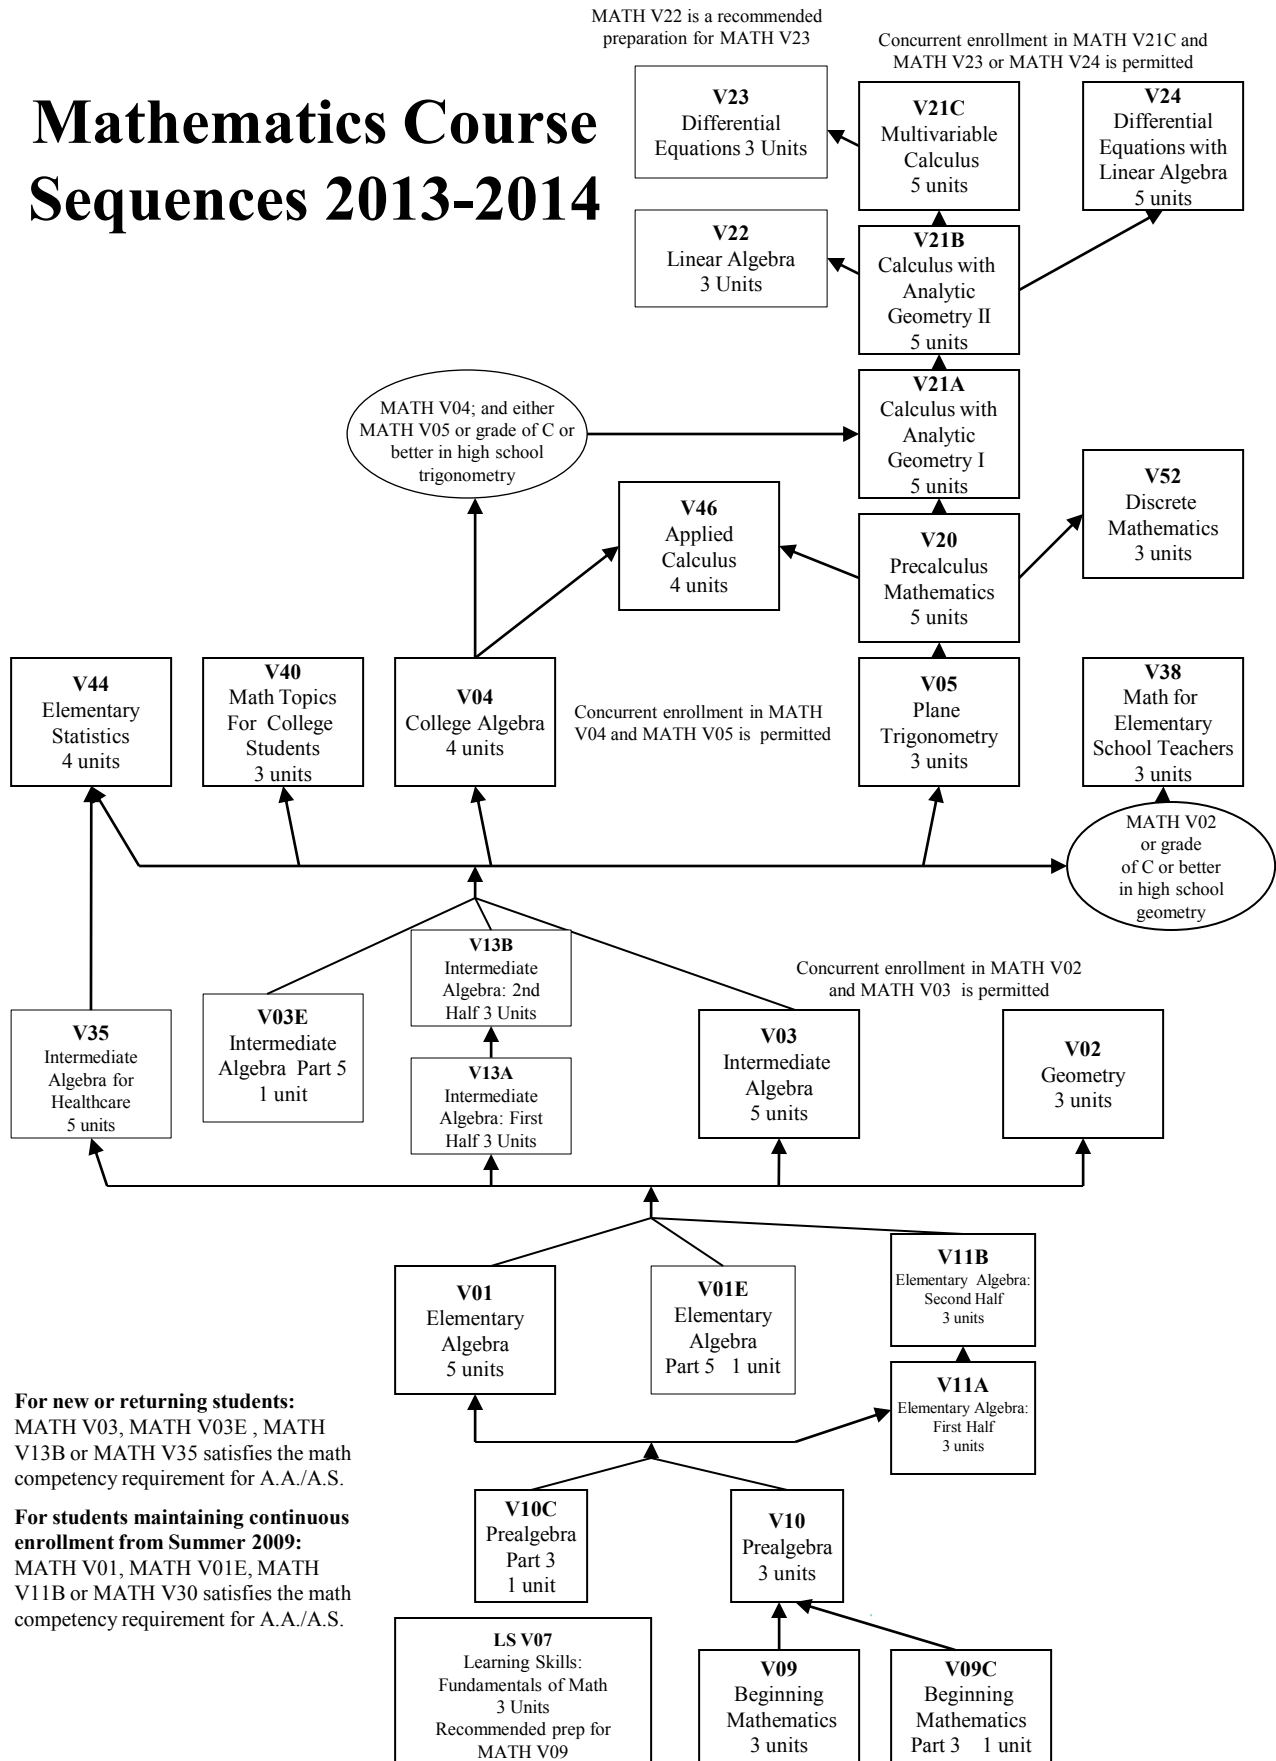 MATH V22 is a recommended
preparation for MATH V23
Concurrent enrollment in MATH V21C and
MATH V23 or MATH V24 is permitted
Mathematics Course
Sequences 2013-2014
V23
Differential
Equations 3 Units
V21C
Multivariable
Calculus
5 units
V24
Differential
Equations with
Linear Algebra
5 units
V22
Linear Algebra
3 Units
V21B
Calculus with
Analytic
Geometry II
5 units
MATH V04; and either
MATH V05 or grade of C or
better in high school
trigonometry
V21A
Calculus with
Analytic
Geometry I
5 units
V46
Applied
Calculus
4 units
V20
Precalculus
Mathematics
5 units
V52
Discrete
Mathematics
3 units
V44
Elementary
Statistics
4 units
V40
Math Topics
For College
Students
3 units
V04
College Algebra
4 units
Concurrent enrollment in MATH
V04 and MATH V05 is permitted
V05
Plane
Trigonometry
3 units
V38
Math for
Elementary
School Teachers
3 units
MATH V02
or grade
of C or better
in high school
geometry
V13B
Intermediate
Algebra: 2nd
Half 3 Units
Concurrent enrollment in MATH V02
and MATH V03 is permitted
V35
Intermediate
Algebra for
Healthcare
5 units
V03E
Intermediate
Algebra Part 5
1 unit
V13A
Intermediate
Algebra: First
Half 3 Units
V03
Intermediate
Algebra
5 units
V02
Geometry
3 units
V01
Elementary
Algebra
5 units
V01E
Elementary
Algebra
Part 5 1 unit
V11B
Elementary Algebra:
Second Half
3 units
V11A
Elementary Algebra:
First Half
3 units
For new or returning students:
MATH V03, MATH V03E , MATH
V13B or MATH V35 satisfies the math
competency requirement for A.A./A.S.
For students maintaining continuous
enrollment from Summer 2009:
MATH V01, MATH V01E, MATH
V11B or MATH V30 satisfies the math
competency requirement for A.A./A.S.
V10C
Prealgebra
Part 3
1 unit
V10
Prealgebra
3 units
LS V07
Learning Skills:
Fundamentals of Math
3 Units
Recommended prep for
MATH V09
V09
Beginning
Mathematics
3 units
V09C
Beginning
Mathematics
Part 3 1 unit